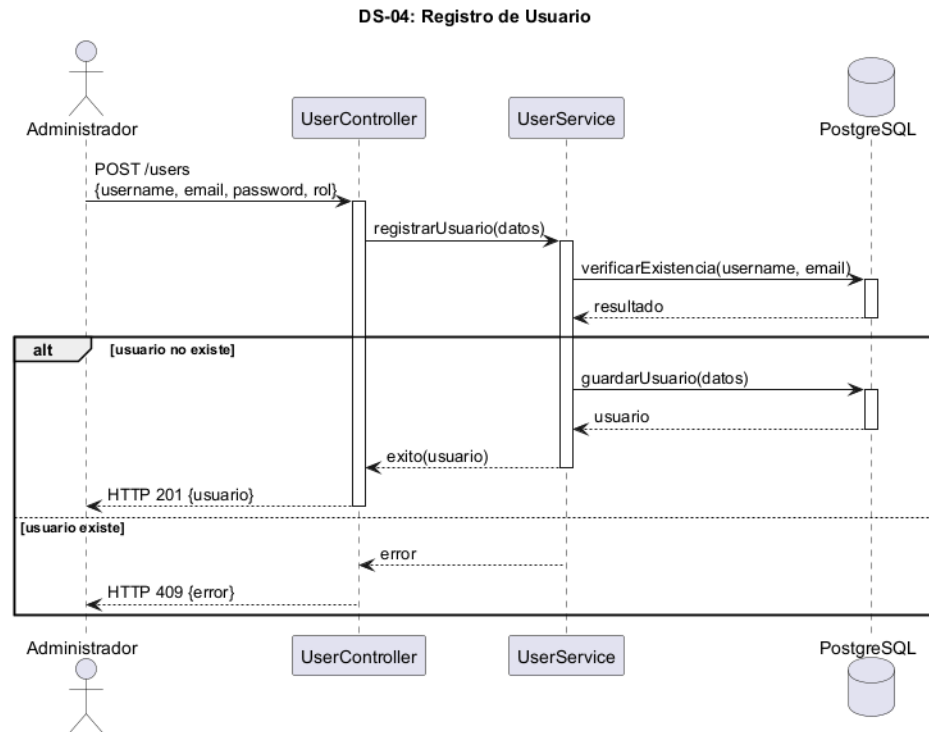 DS-04: Registro de Usuario
Administrador
UserController
UserService
PostgreSQL
POST /users
{username, email, password, rol}
registrarUsuario(datos)
verificarExistencia(username, email)
resultado
alt
[usuario no existe]
guardarUsuario(datos)
usuario
exito(usuario)
HTTP 201 {usuario}
[usuario existe]
error
HTTP 409 {error}
Administrador
UserController
UserService
PostgreSQL